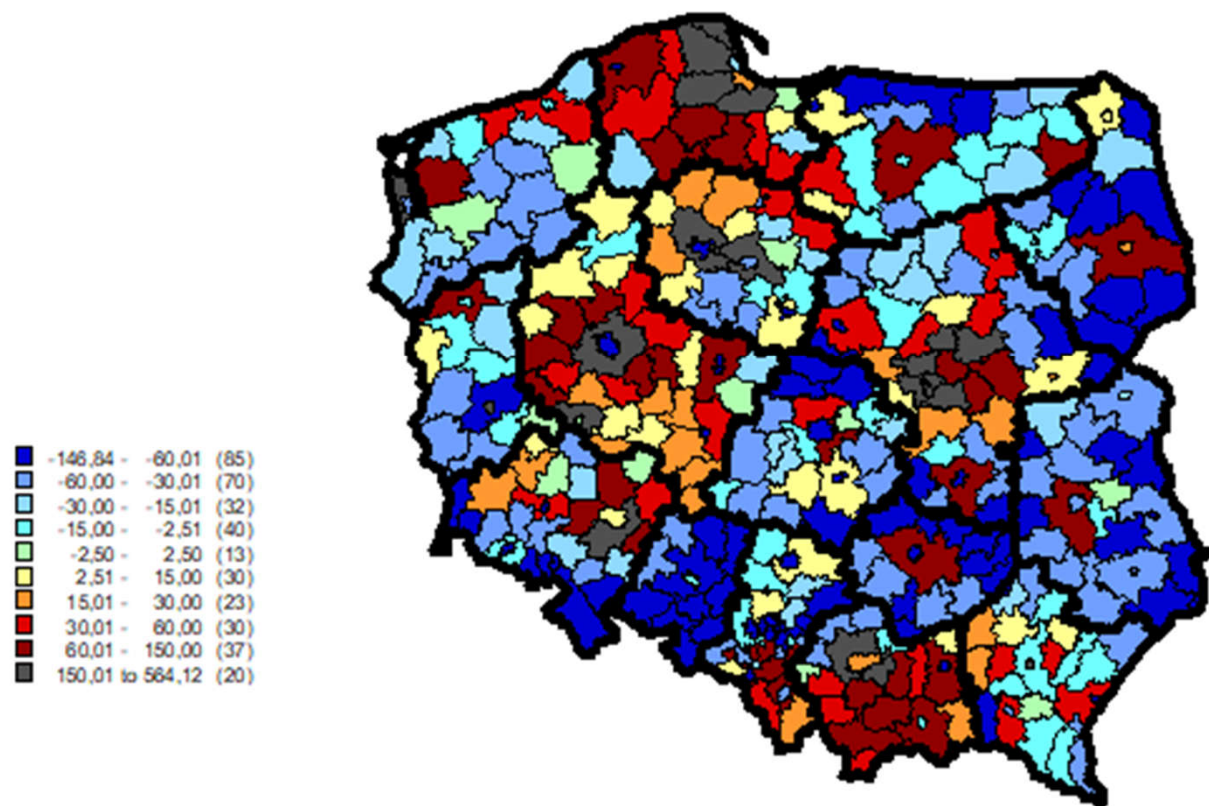 -146,84 - -60,01 (85)
-60,00 - -30,01 (70)
-30,00 - -15,01 (32)
-15,00 - -2,51 (40)
-2,50 - 2,50 (13)
2,51 - 15,00 (30)
15,01 - 30,00 (23)
30,01 - 60,00 (30)
60,01 - 150,00 (37)
150,01 to 564,12 (20)